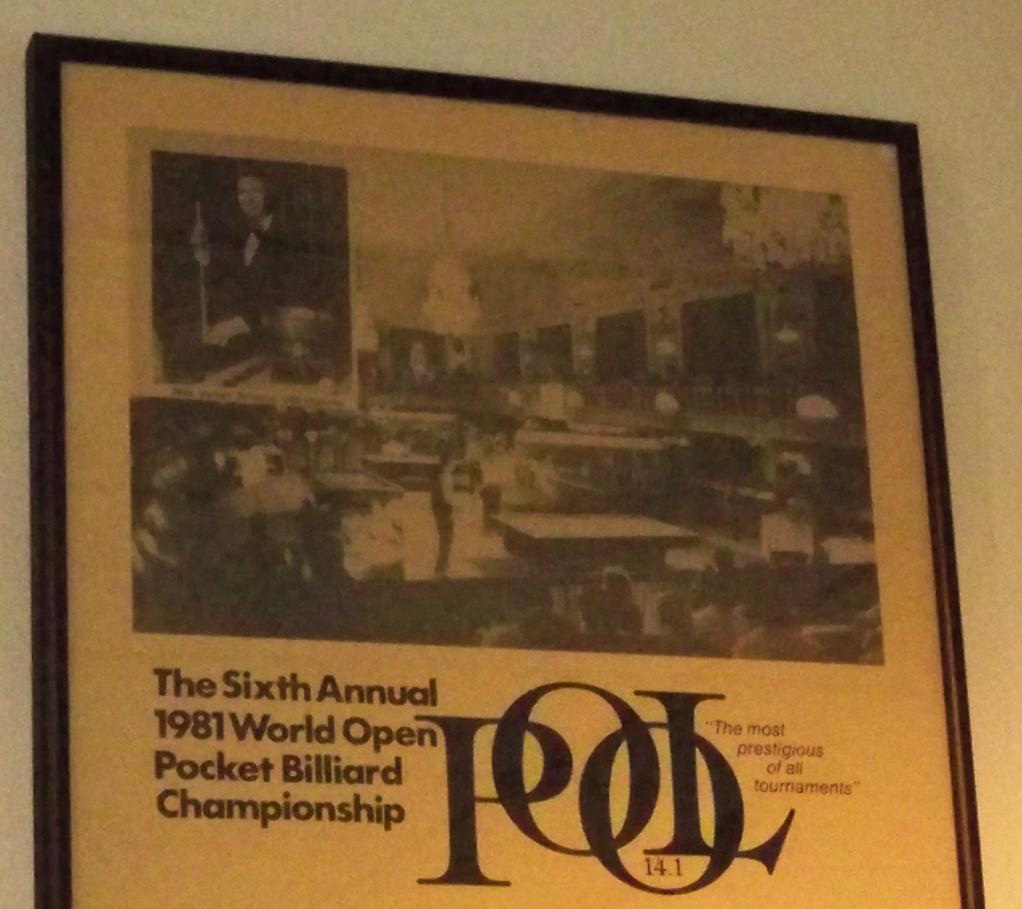 The Sixth Annual
1981 World Open
Pocket Billiard
Championship
POOL
14.1
"The most
prestigious
of all
tournaments"